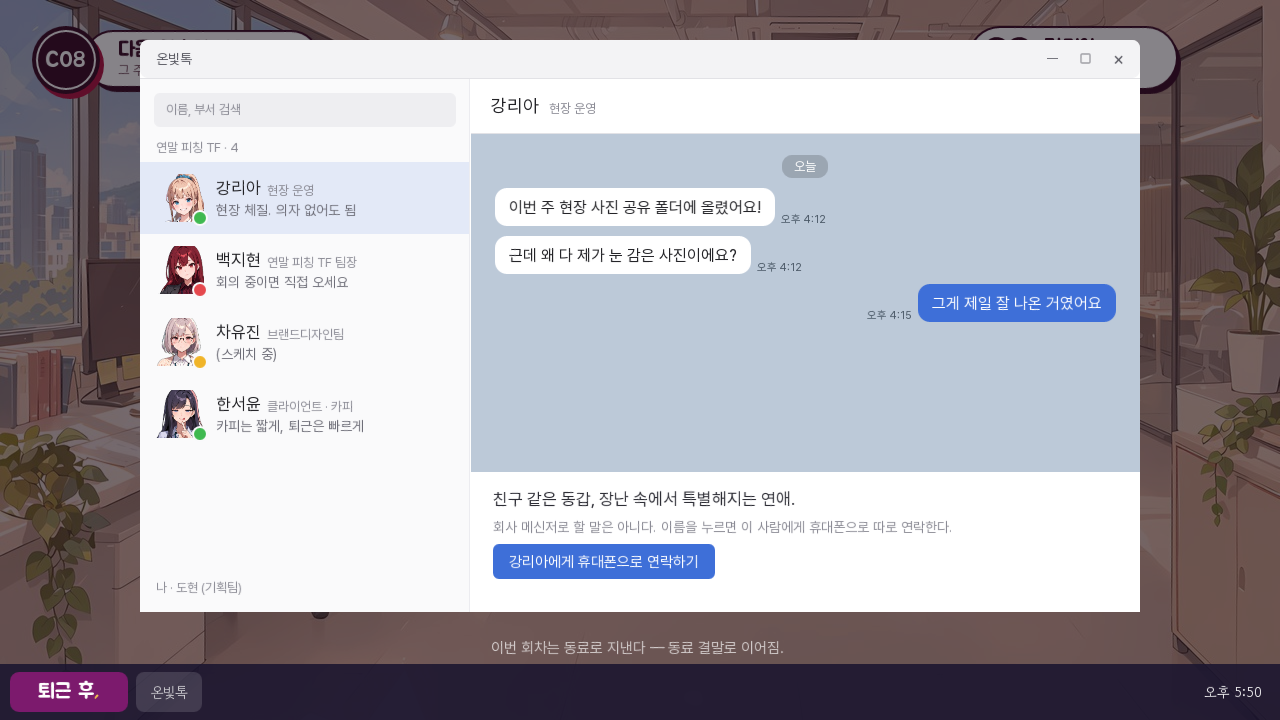 C08
온빛톡
이름, 부서 검색
연말 피칭 TF · 4
강리아 현장 운영
현장 체질. 의자 없어도 됨
백지현 연말 피칭 TF 팀장
회의 중이면 직접 오세요
차유진 브랜드디자인팀
(스케치 중)
한서윤 클라이언트 · 카피
카피는 짧게, 퇴근은 빠르게
나 · 도현 (기획팀)
강리아 현장 운영
오늘
이번 주 현장 사진 공유 폴더에 올렸어요!
오후 4:12
근데 왜 다 제가 눈 감은 사진이에요?
오후 4:12
그게 제일 잘 나온 거였어요
오후 4:15
친구 같은 동갑, 장난 속에서 특별해지는 연애.
회사 메신저로 할 말은 아니다. 이름을 누르면 이 사람에게 휴대폰으로 따로 연락한다.
강리아에게 휴대폰으로 연락하기
이번 회차는 동료로 지낸다 — 동료 결말로 이어짐.
퇴근 후,
온빛톡
오후 5:50